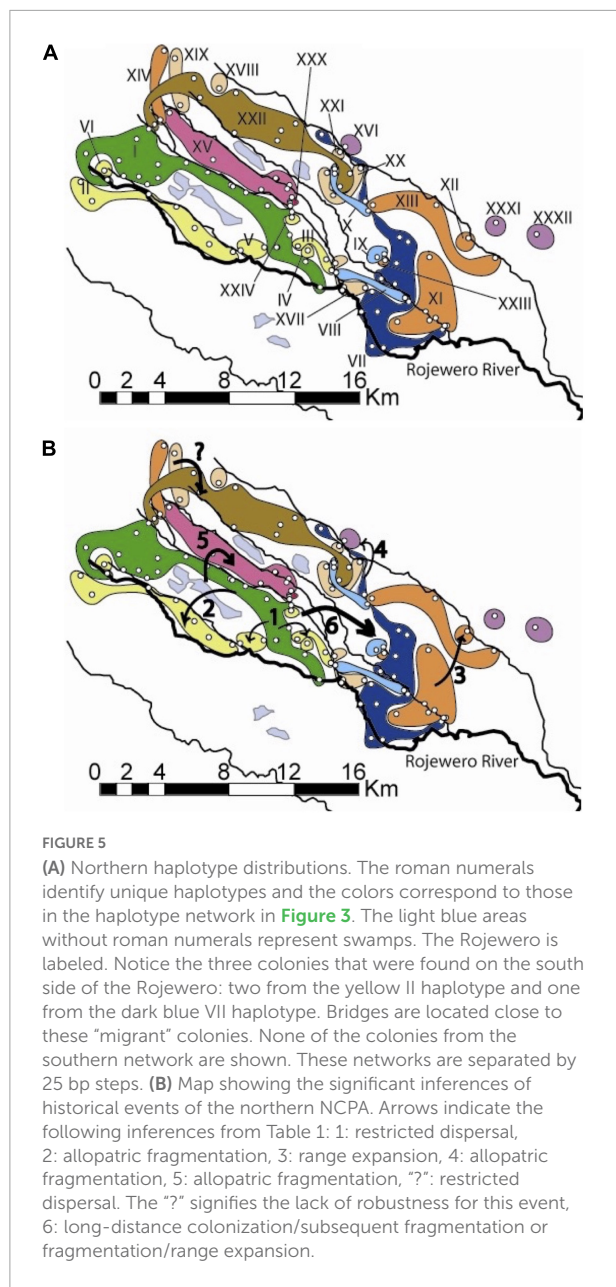 A
XIX
XIV
XVIII
XXX
XXII
XXI
XVI
VI
XV
I
XX
XII
XIII
XXXI
XXXII
II
X
IX
V
III
XXIV
IV
XI
XXIII
XVII
VIII
VII
Rojewero River
0 2 4 8 12 16
Km
B
?
5
4
2
1
6
3
Rojewero River
0 2 4 8 12 16
Km
FIGURE 5
(A) Northern haplotype distributions. The roman numerals
identify unique haplotypes and the colors correspond to those
in the haplotype network in Figure 3. The light blue areas
without roman numerals represent swamps. The Rojewero is
labeled. Notice the three colonies that were found on the south
side of the Rojewero: two from the yellow II haplotype and one
from the dark blue VII haplotype. Bridges are located close to
these “migrant” colonies. None of the colonies from the
southern network are shown. These networks are separated by
25 bp steps. (B) Map showing the significant inferences of
historical events of the northern NCPA. Arrows indicate the
following inferences from Table 1: 1: restricted dispersal,
2: allopatric fragmentation, 3: range expansion, 4: allopatric
fragmentation, 5: allopatric fragmentation, “?”: restricted
dispersal. The “?” signifies the lack of robustness for this event,
6: long-distance colonization/subsequent fragmentation or
fragmentation/range expansion.